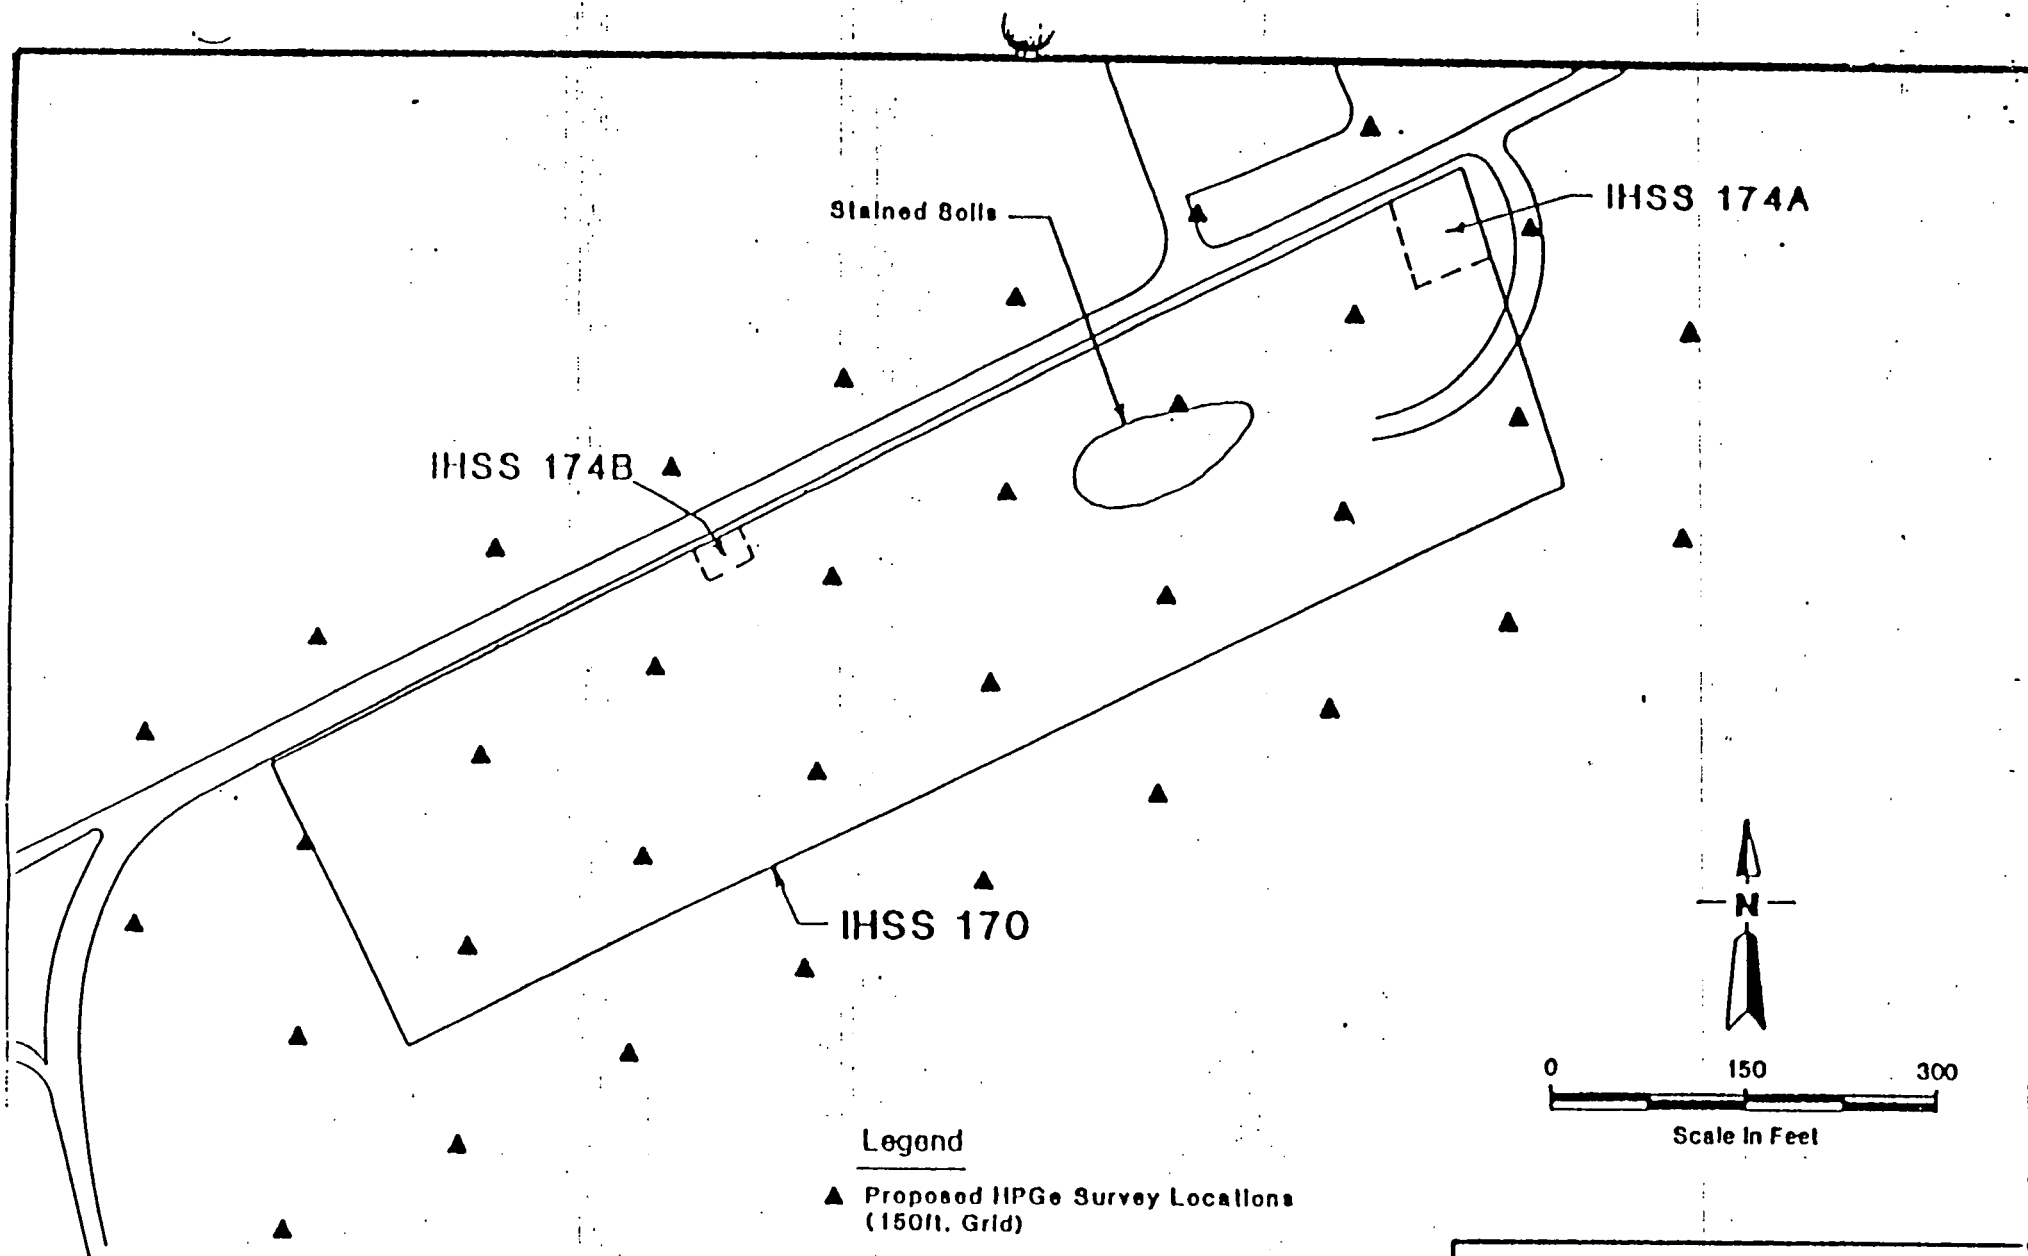 Stained Soils
IHSS 174A
IHSS 174B
IHSS 170
N
0 150 300
Scale In Feet
Legend
Proposed HPGe Survey Locations
(150ft. Grid)